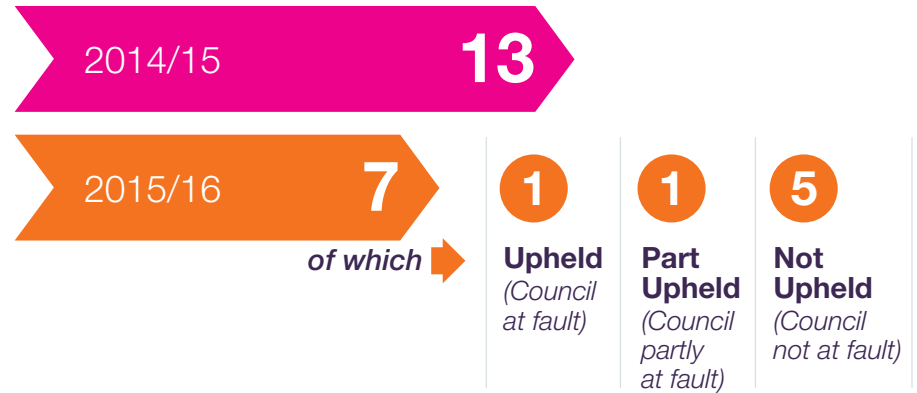 2014/15 13
2015/16 7
of which
1
Upheld
(Council
at fault)
1
Part
Upheld
(Council
partly
at fault)
5
Not
Upheld
(Council
not at fault)